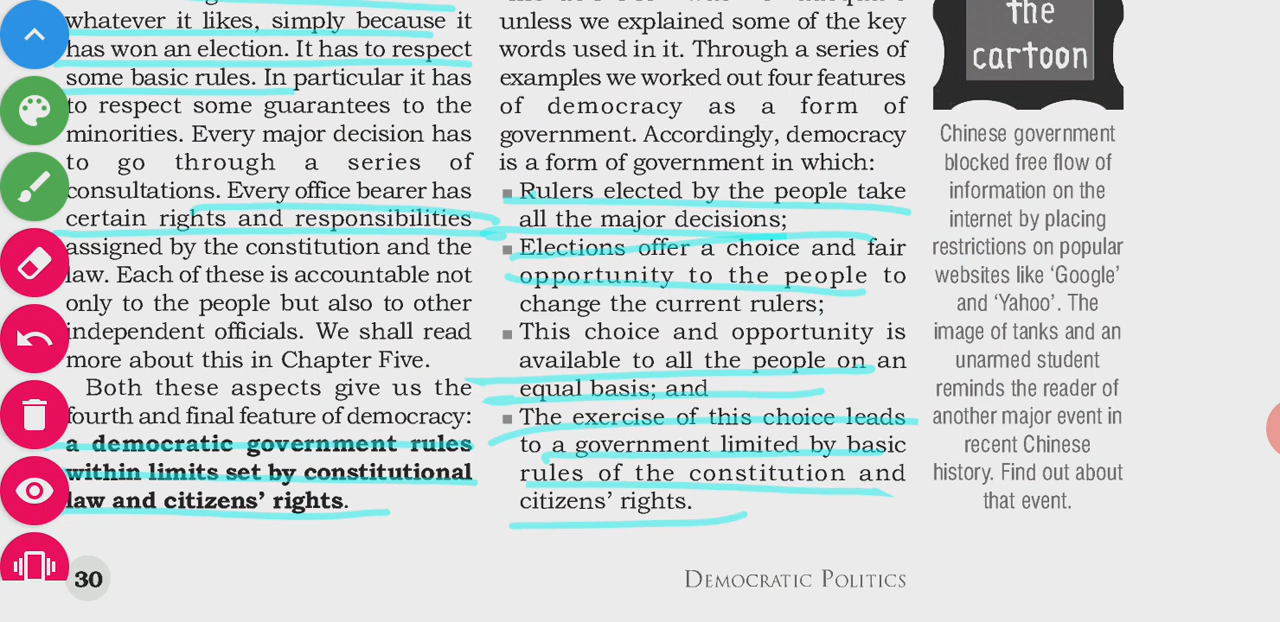 whatever it likes, simply because it
has won an election. It has to respect
some basic rules. In particular it has
to respect some guarantees to the
minorities. Every major decision has
to go through a series of
consultations. Every office bearer has
certain rights and responsibilities
assigned by the constitution and the
law. Each of these is accountable not
only to the people but also to other
independent officials. We shall read
more about this in Chapter Five.
Both these aspects give us the
fourth and final feature of democracy:
a democratic government rules
within limits set by constitutional
law and citizens' rights.
30
unless we explained some of the key
words used in it. Through a series of
examples we worked out four features
of democracy as a form of
government. Accordingly, democracy
is a form of government in which:
Rulers elected by the people take
all the major decisions;
Elections offer a choice and fair
opportunity to the people to
change the current rulers;
This choice and opportunity is
available to all the people on an
equal basis; and
The exercise of this choice leads
to a government limited by basic
rules of the constitution and
citizens' rights.
Democratic Politics
the
cartoon
Chinese government
blocked free flow of
information on the
internet by placing
restrictions on popular
websites like 'Google'
and 'Yahoo'. The
image of tanks and an
unarmed student
reminds the reader of
another major event in
recent Chinese
history. Find out about
that event.